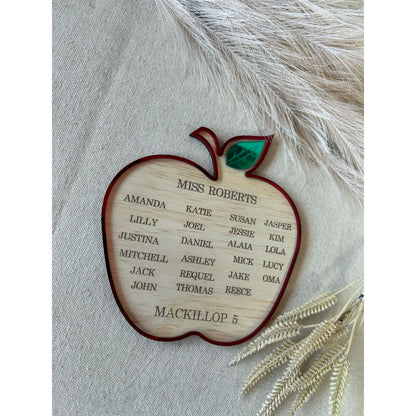 MISS ROBERTS
AMANDA KATIE SUSAN JASPER
LILLY JOEL JESSIE KIM
JUSTINA DANIEL ALAIA LOLA
MITCHELL ASHLEY MICK LUCY
JACK REQUEL JAKE OMA
JOHN THOMAS REECE
MACKILLOP 5